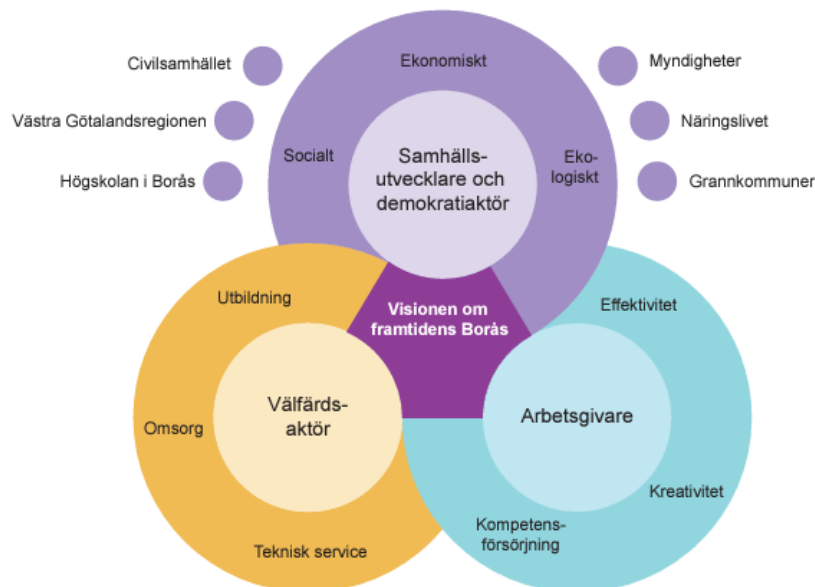 Ekonomiskt
Civilsamhället
Myndigheter
Västra Götalandsregionen
Näringslivet
Socialt
Samhälls-
utvecklare och
demokratiaktör
Eko-
logiskt
Högskolan i Borås
Grannkommuner
Utbildning
Visionen om
framtidens Borås
Effektivitet
Välfärds-
aktör
Arbetsgivare
Omsorg
Kreativitet
Kompetens-
försörjning
Teknisk service